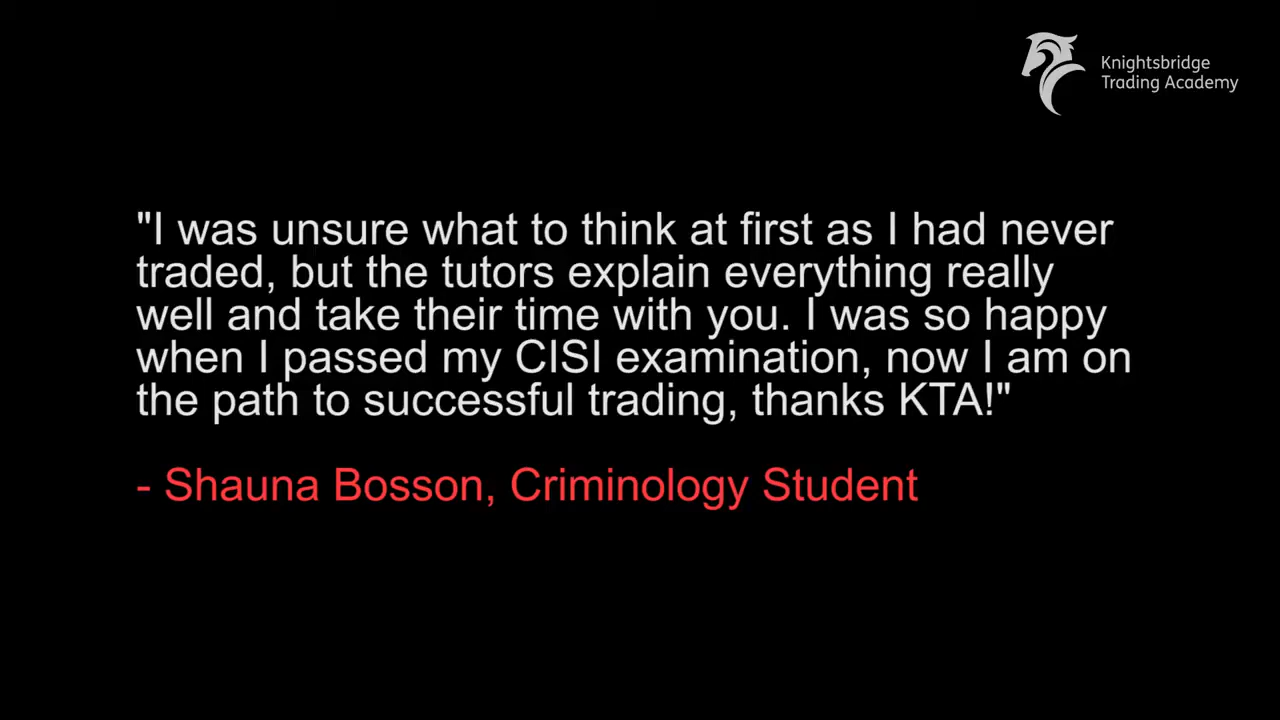 Knightsbridge
Trading Academy
"I was unsure what to think at first as I had never
traded, but the tutors explain everything really
well and take their time with you. I was so happy
when I passed my CISI examination, now I am on
the path to successful trading, thanks KTA!"
- Shauna Bosson, Criminology Student